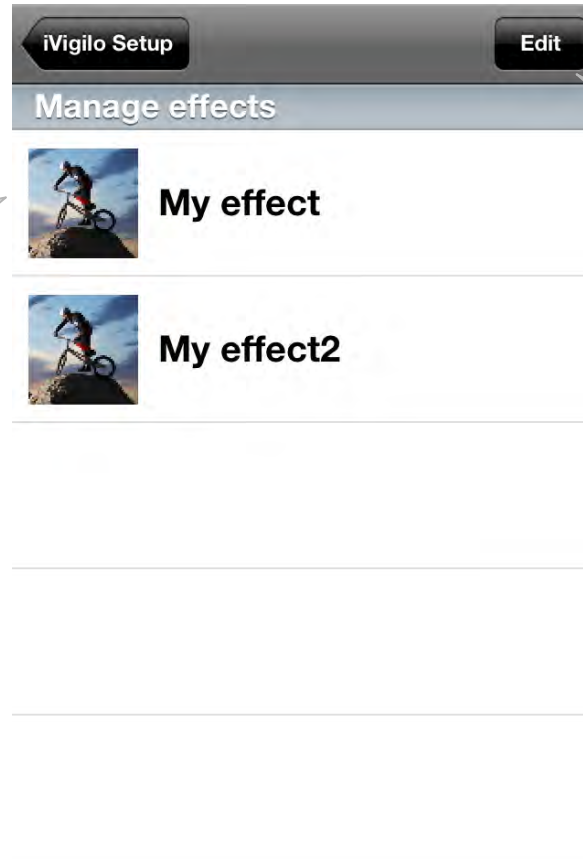 iVigilo Setup
Edit
Manage effects
My effect
My effect2